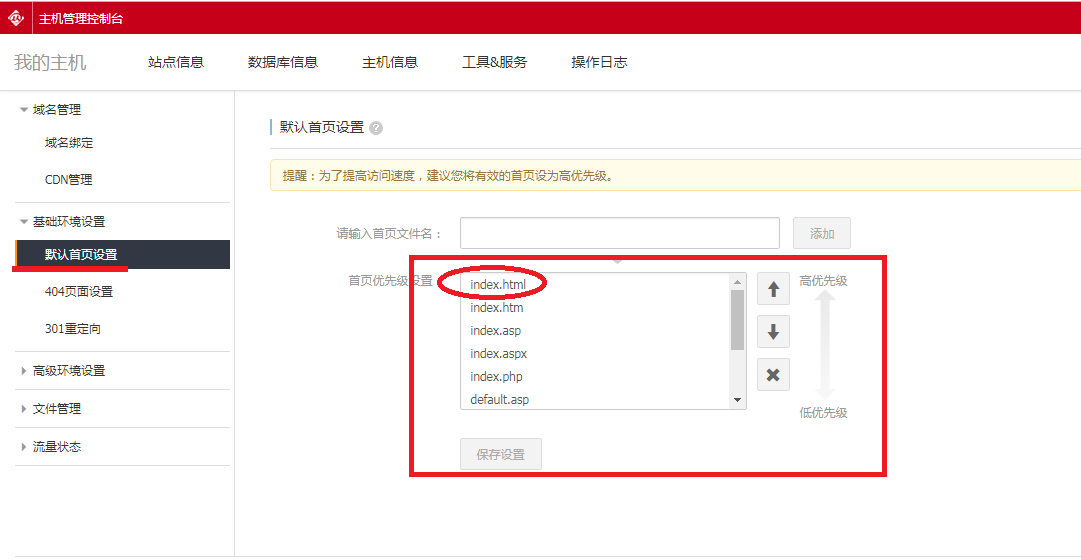 主机管理控制台
我的主机 站点信息 数据库信息 主机信息 工具&服务 操作日志
域名管理
域名绑定
CDN管理
基础环境设置
默认首页设置
404页面设置
301重定向
高级环境设置
文件管理
流量状态
默认首页设置 ?
提醒：为了提高访问速度，建议您将有效的首页设为高优先级。
请输入首页文件名： 添加
首页优先级设置
index.html
index.htm
index.asp
index.aspx
index.php
default.asp
高优先级
低优先级
保存设置